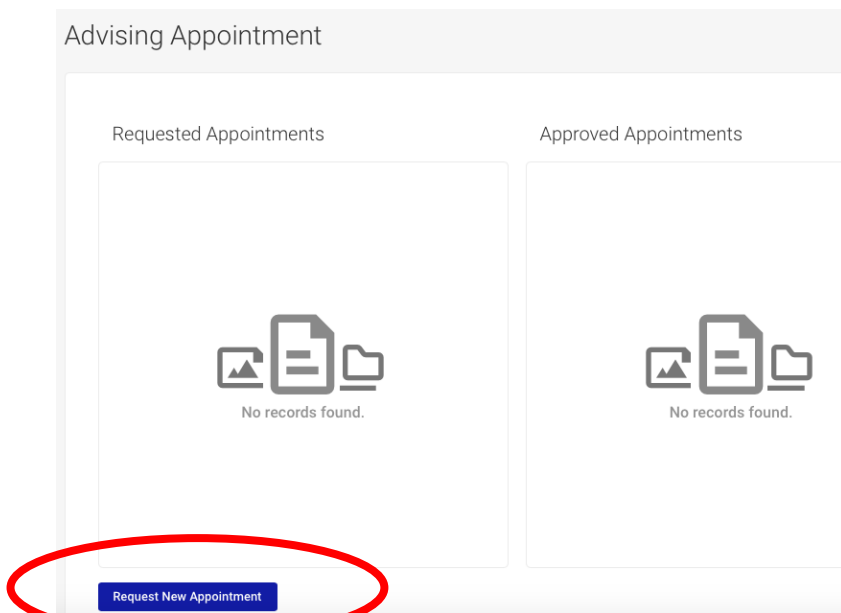 Advising Appointment
Requested Appointments
Approved Appointments
No records found.
No records found.
Request New Appointment